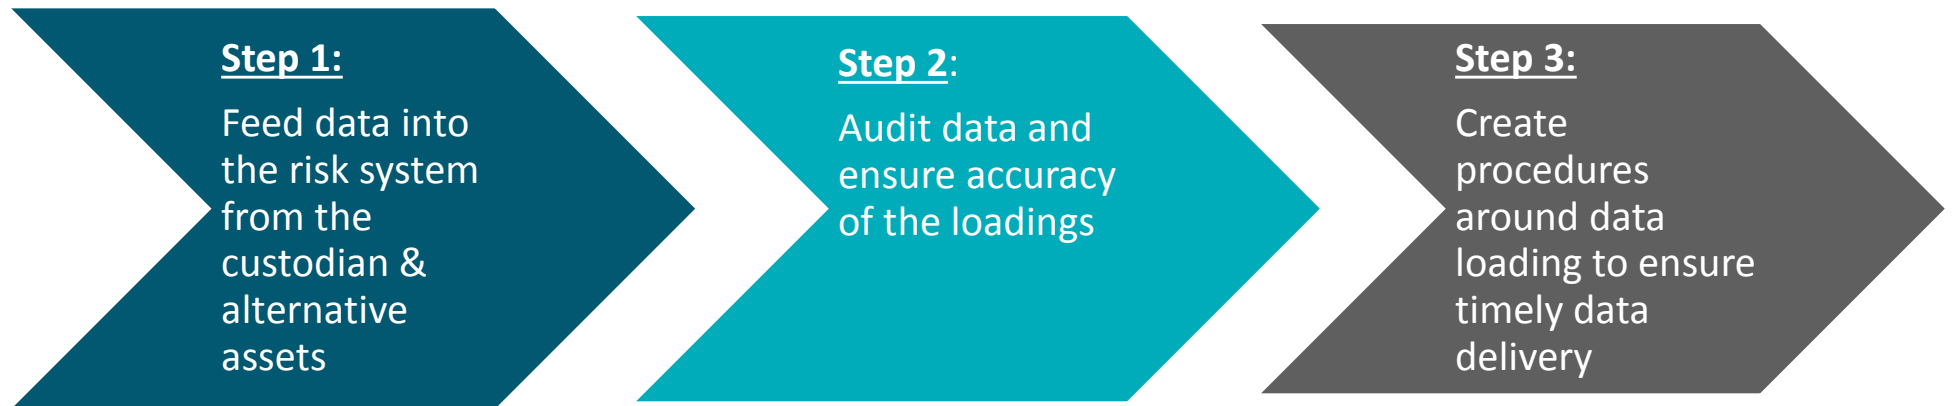 Step 1:
Feed data into
the risk system
from the
custodian &
alternative
assets
Step 2:
Audit data and
ensure accuracy
of the loadings
Step 3:
Create
procedures
around data
loading to ensure
timely data
delivery